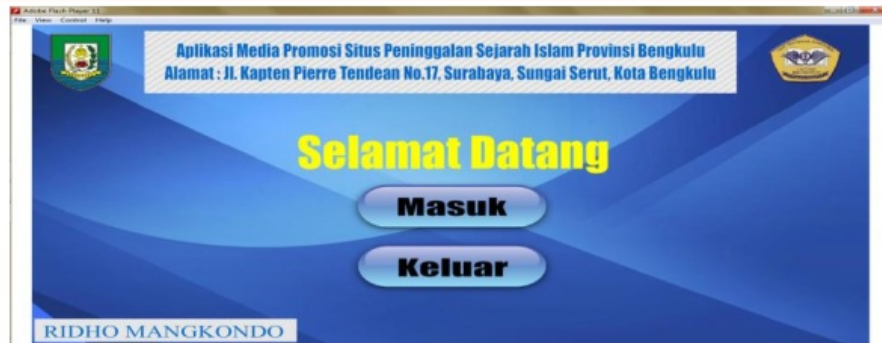 Adobe Flash Player 11
File View Control Help
Aplikasi Media Promosi Situs Peninggalan Sejarah Islam Provinsi Bengkulu
Alamat : Jl. Kapten Pierre Tendean No.17, Surabaya, Sungai Serut, Kota Bengkulu
Selamat Datang
Masuk
Keluar
RIDHO MANGKONDO